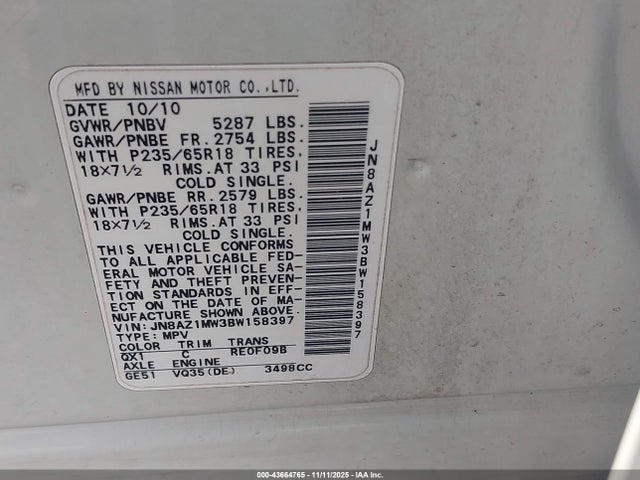 MFD BY NISSAN MOTOR CO.,LTD.
DATE 10/10
GVWR/PNBV 5287 LBS.
GAWR/PNBE FR. 2754 LBS.
WITH P235/65R18 TIRES,
18×7½ RIMS. AT 33 PSI
COLD SINGLE.
GAWR/PNBE RR. 2579 LBS.
WITH P235/65R18 TIRES,
18×7½ RIMS. AT 33 PSI
COLD SINGLE.
THIS VEHICLE CONFORMS
TO ALL APPLICABLE FED-
ERAL MOTOR VEHICLE SA-
FETY AND THEFT PREVEN-
TION STANDARDS IN EFF-
ECT ON THE DATE OF MA-
NUFACTURE SHOWN ABOVE.
VIN: JN8AZ1MW3BW158397
TYPE: MPV
COLOR TRIM TRANS
QX1 C RE0F09B
AXLE ENGINE
GE51 VQ35(DE) 3498CC
JN8AZ1MW3BW158397
000-43664765 - 11/11/2025 - IAA Inc.